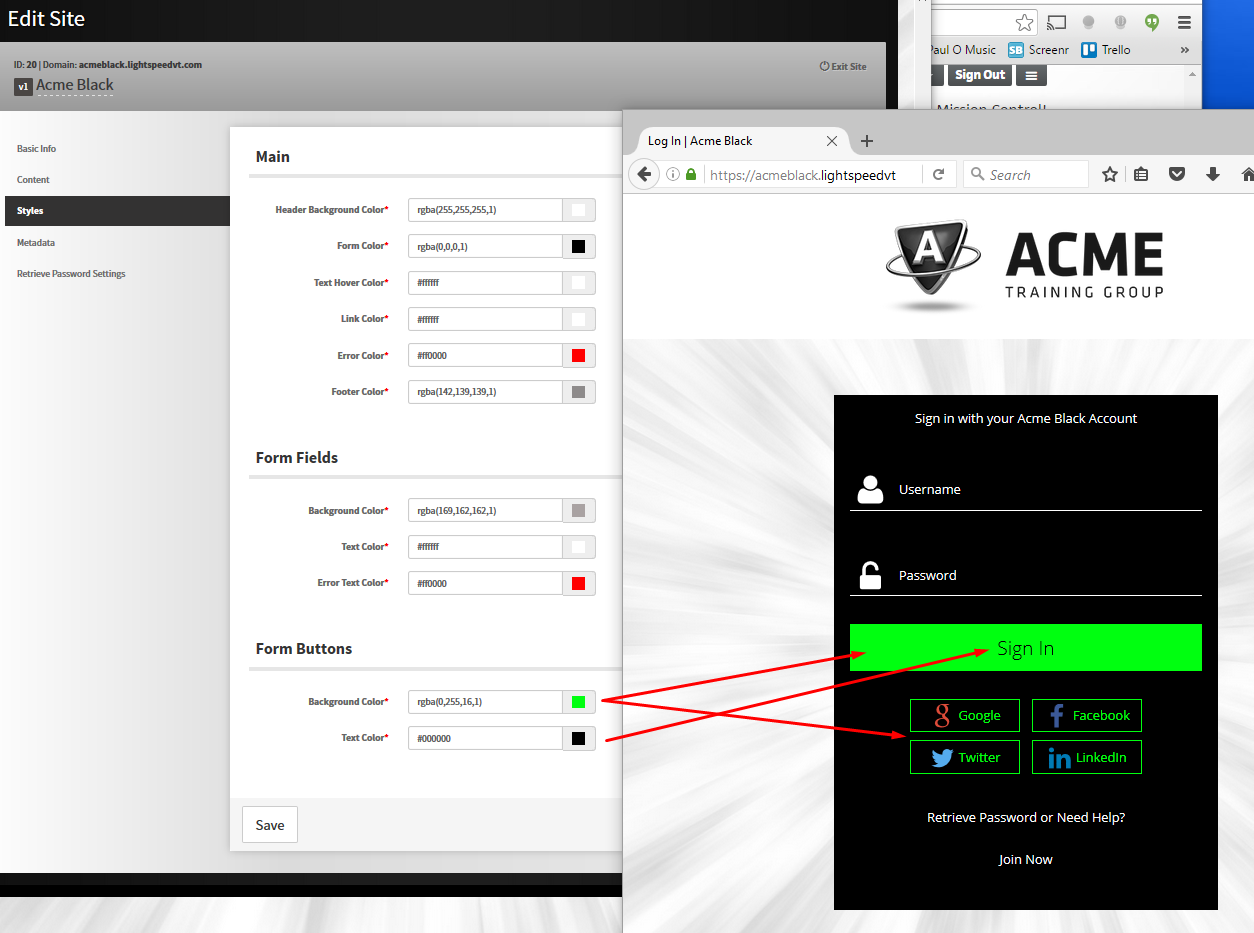 Edit Site
ID: 20 | Domain: acmeblack.lightspeedvt.com
v1 Acme Black
Exit Site
Basic Info
Content
Styles
Metadata
Retrieve Password Settings
Main
Header Background Color* rgba(255,255,255,1)
Form Color* rgba(0,0,0,1)
Text Hover Color* #ffffff
Link Color* #ffffff
Error Color* #ff0000
Footer Color* rgba(142,139,139,1)
Form Fields
Background Color* rgba(169,162,162,1)
Text Color* #ffffff
Error Text Color* #ff0000
Form Buttons
Background Color* rgba(0,255,16,1)
Text Color* #000000
Save
Paul O Music SB Screenr Trello »
Sign Out
Mission Control!
Log In | Acme Black
https://acmeblack.lightspeedvt
Search
A
ACME
TRAINING GROUP
Sign in with your Acme Black Account
Username
Password
Sign In
Google Facebook
Twitter LinkedIn
Retrieve Password or Need Help?
Join Now